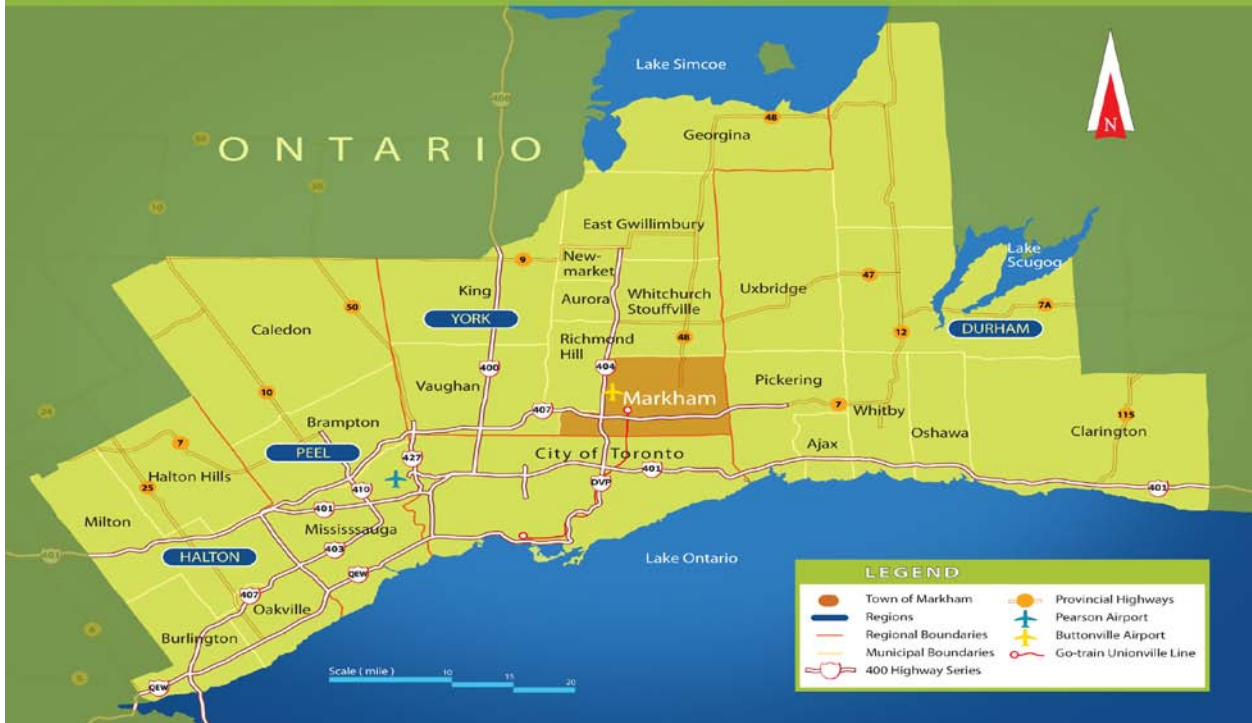 Lake Simcoe
400
48
Georgina
N
ONTARIO
East Gwillimbury
10
Lake
Scugog
New-
market
9
King
47
Uxbridge
Aurora
Whitchurch
Stouffville
7A
50
YORK
DURHAM
Caledon
12
Richmond
Hill
48
404
400
Vaughan
Pickering
10
Markham
407
7
Whitby
115
Brampton
Oshawa
Clarington
7
PEEL
Ajax
427
City of Toronto
401
Halton Hills
DVP
25
410
401
401
Milton
Mississsauga
403
HALTON
401
Lake Ontario
QEW
LEGEND
407
Oakville
Burlington
Town of Markham
Provincial Highways
Regions
Pearson Airport
Regional Boundaries
Buttonville Airport
Municipal Boundaries
Go-train Unionville Line
400 Highway Series
Scale ( mile )
10
15
20
QEW